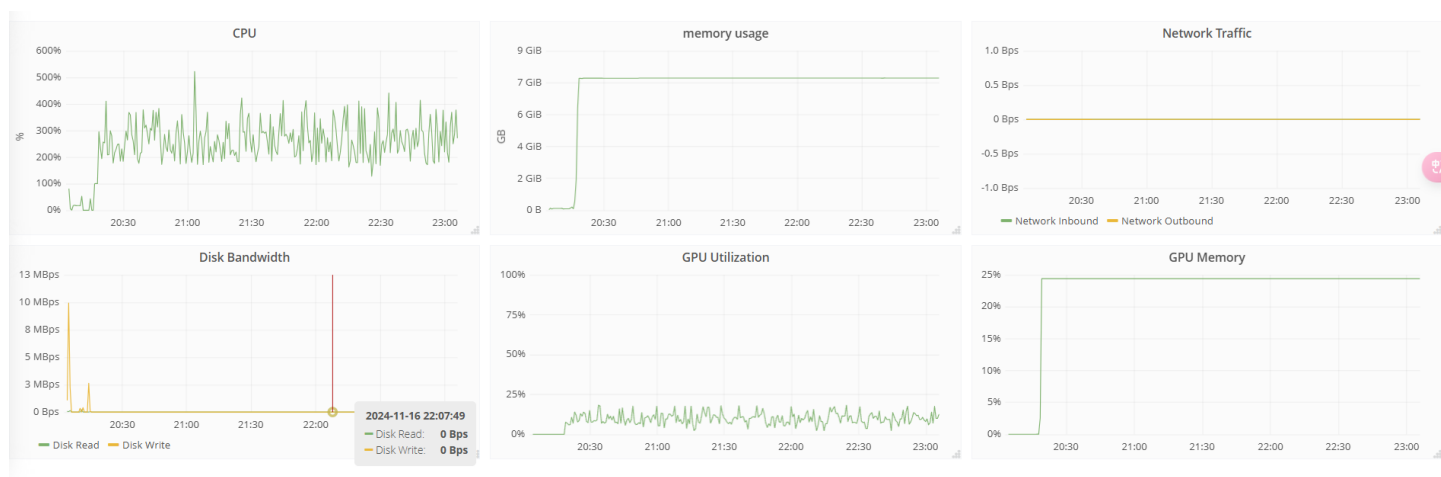 CPU
600%
500%
400%
300%
200%
100%
0%
%
20:30 21:00 21:30 22:00 22:30 23:00
memory usage
9 GiB
7 GiB
6 GiB
4 GiB
2 GiB
0 B
GB
20:30 21:00 21:30 22:00 22:30 23:00
Network Traffic
1.0 Bps
0.5 Bps
0 Bps
-0.5 Bps
-1.0 Bps
20:30 21:00 21:30 22:00 22:30 23:00
Network Inbound Network Outbound
Disk Bandwidth
13 MBps
10 MBps
8 MBps
5 MBps
3 MBps
0 Bps
20:30 21:00 21:30 22:00
Disk Read Disk Write
2024-11-16 22:07:49
Disk Read: 0 Bps
Disk Write: 0 Bps
GPU Utilization
100%
75%
50%
25%
0%
20:30 21:00 21:30 22:00 22:30 23:00
GPU Memory
25%
20%
15%
10%
5%
0%
20:30 21:00 21:30 22:00 22:30 23:00